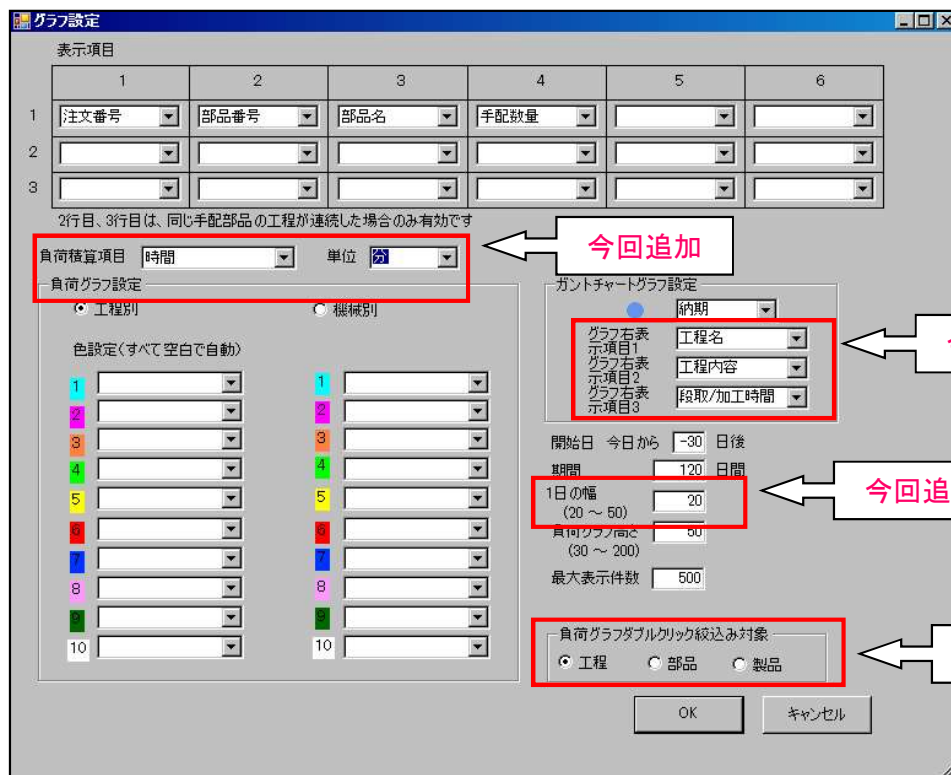 グラフ設定
表示項目
1 2 3 4 5 6
1 注文番号 部品番号 部品名 手配数量
2
3
2行目、3行目は、同じ手配部品の工程が連続した場合のみ有効です
今回追加
負荷積算項目 時間 単位 分
負荷グラフ設定
工程別 機械別
色設定(すべて空白で自動)
1 1
2 2
3 3
4 4
5 5
6 6
7 7
8 8
9 9
10 10
ガントチャートグラフ設定
納期
グラフ右表示項目1 工程名
グラフ右表示項目2 工程内容
グラフ右表示項目3 段取/加工時間
開始日 今日から -30 日後
期間 120 日間
1日の幅 20
(20 ~ 50)
今回追
負荷グラフ高さ 50
(30 ~ 200)
最大表示件数 500
負荷グラフダブルクリック絞込み対象
工程 部品 製品
OK キャンセル